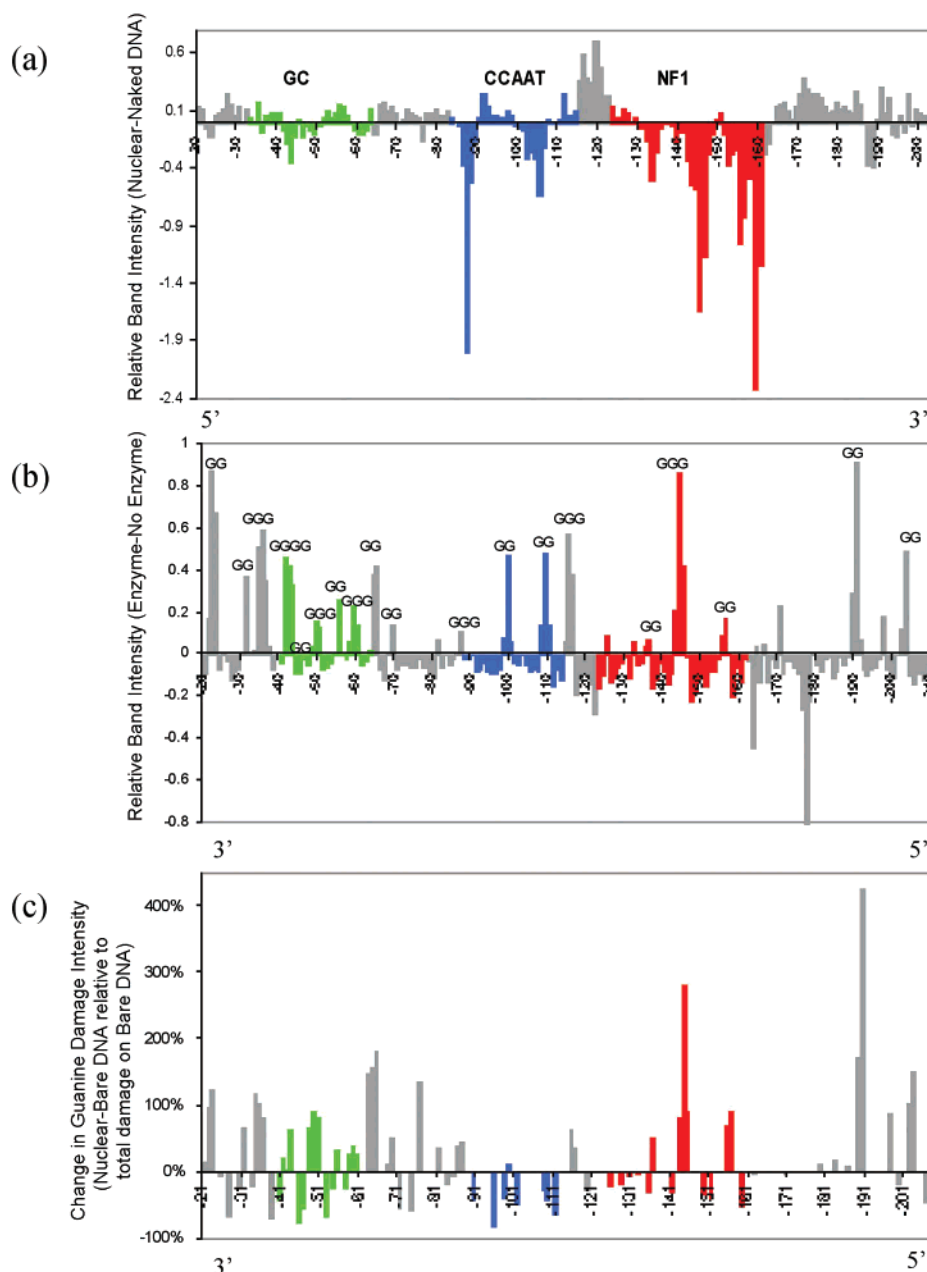 (a)
Relative Band Intensity (Nuclear-Naked DNA)
0.6
0.1
-0.4
-0.9
-1.4
-1.9
-2.4
GC CCAAT NF1
-20 -30 -40 -50 -60 -70 -80 -90 -100 -110 -120 -130 -140 -150 -160 -170 -180 -190 -200
5’ 3’
(b)
Relative Band Intensity (Enzyme-No Enzyme)
1
0.8
0.6
0.4
0.2
0
-0.2
-0.4
-0.6
-0.8
GG GG GGG GGGG GG GGG GG GGG GG GG GGG GG GG GGG GG GGG GG GG GG
-20 -30 -40 -50 -60 -70 -80 -90 -100 -110 -120 -130 -140 -150 -160 -170 -180 -190 -200
3’ 5’
(c)
Change in Guanine Damage Intensity
(Nuclear-Bare DNA relative to
total damage on Bare DNA)
400%
300%
200%
100%
0%
-100%
-21 -31 -41 -51 -61 -71 -81 -91 -101 -111 -121 -131 -141 -151 -161 -171 -181 -191 -201
3’ 5’